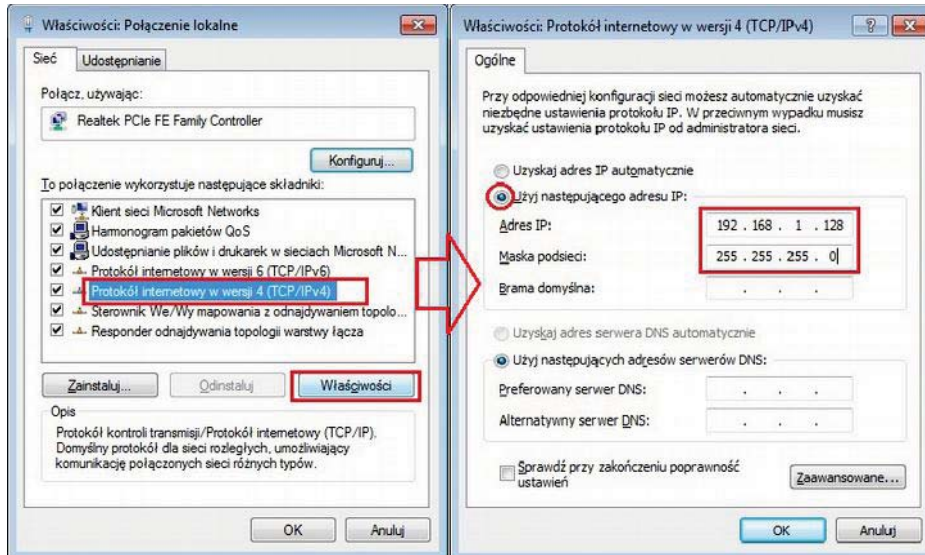 Właściwości: Połączenie lokalne
Sieć
Udostępnianie
Połącz, używając:
Realtek PCIe FE Family Controller
Konfiguruj...
To połączenie wykorzystuje następujące składniki:
Klient sieci Microsoft Networks
Harmonogram pakietów QoS
Udostępnianie plików i drukarek w sieciach Microsoft N...
Protokół internetowy w wersji 6 (TCP/IPv6)
Protokół internetowy w wersji 4 (TCP/IPv4)
Sterownik We/Wy mapowania z odnajdywaniem topolo...
Responder odnajdywania topologii warstwy łącza
Zainstaluj...
Odinstaluj
Właściwości
Opis
Protokół kontroli transmisji/Protokół internetowy (TCP/IP).
Domyślny protokół dla sieci rozległych, umożliwiający
komunikację połączonych sieci różnych typów.
OK
Anuluj
Właściwości: Protokół internetowy w wersji 4 (TCP/IPv4)
Ogólne
Przy odpowiedniej konfiguracji sieci możesz automatycznie uzyskać
niezbędne ustawienia protokołu IP. W przeciwnym wypadku musisz
uzyskać ustawienia protokołu IP od administratora sieci.
Uzyskaj adres IP automatycznie
Użyj następującego adresu IP:
Adres IP: 192 . 168 . 1 . 128
Maska podsieci: 255 . 255 . 255 . 0
Brama domyślna: . . .
Uzyskaj adres serwera DNS automatycznie
Użyj następujących adresów serwerów DNS:
Preferowany serwer DNS: . . .
Alternatywny serwer DNS: . . .
Sprawdź przy zakończeniu poprawność
ustawień
Zaawansowane...
OK
Anuluj